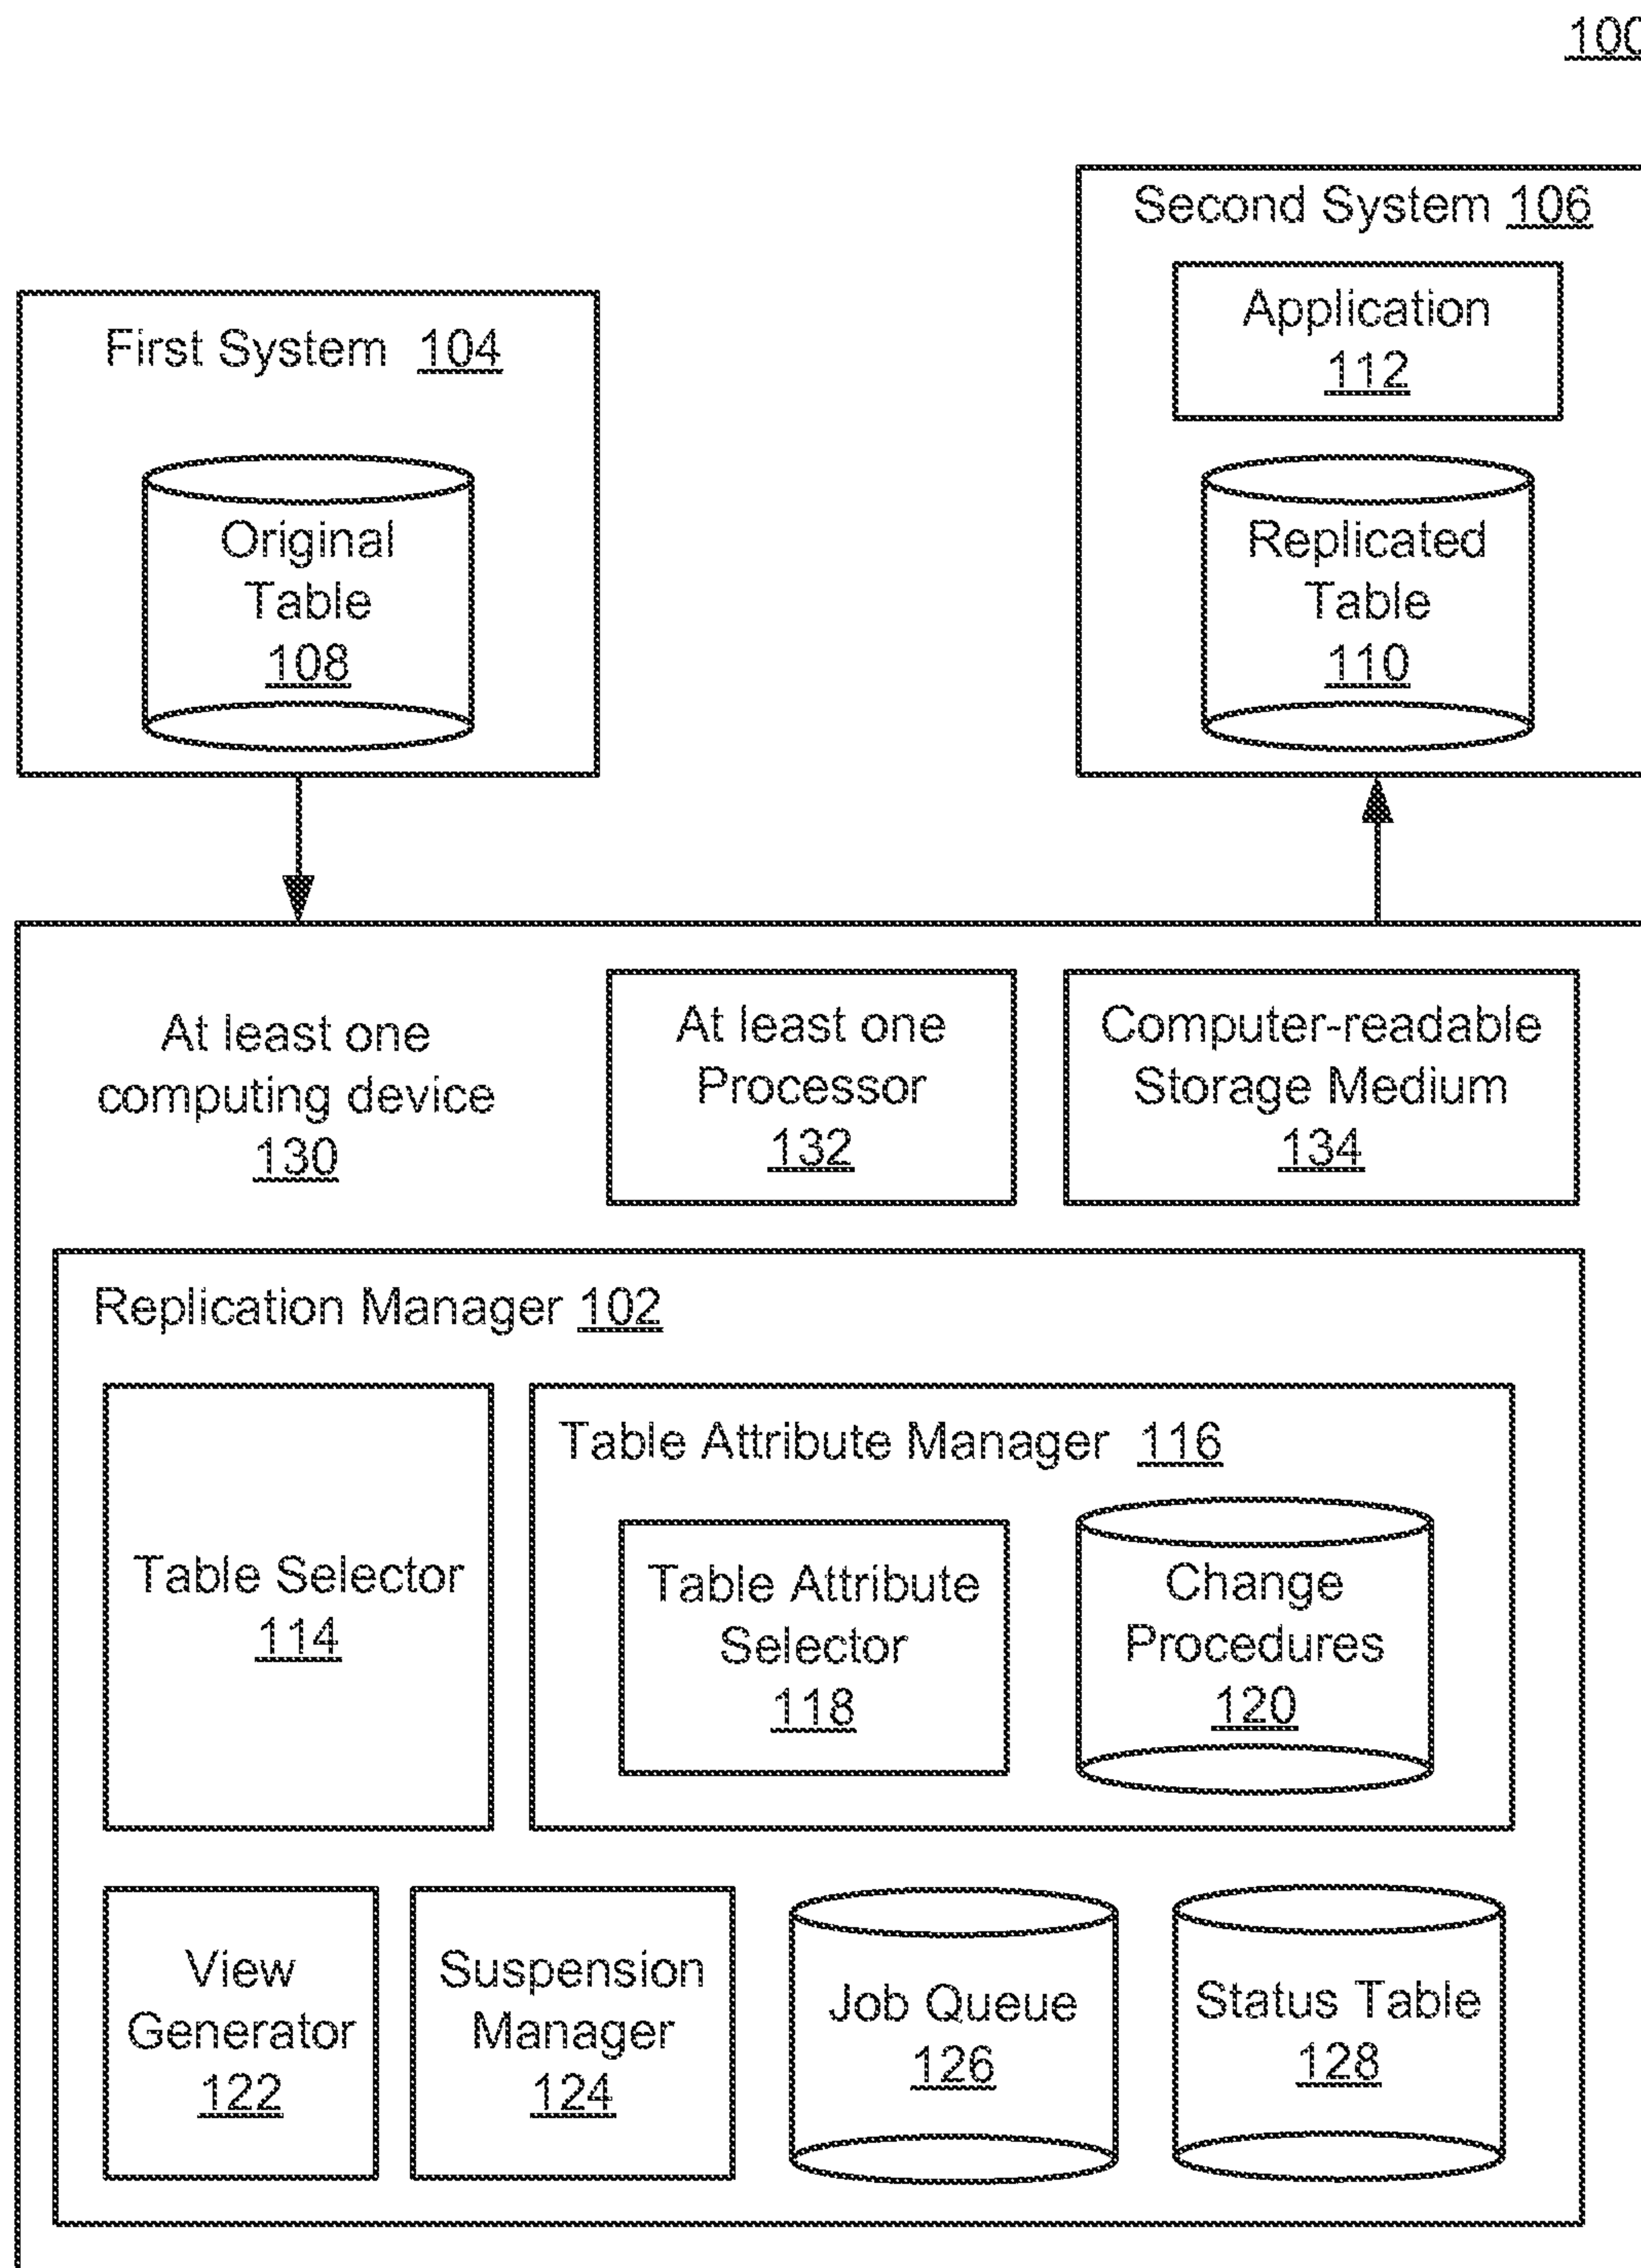 100
Second System 106
Application
112
First System 104
Original
Table
108
Replicated
Table
110
At least one
computing device
130
At least one
Processor
132
Computer-readable
Storage Medium
134
Replication Manager 102
Table Selector
114
Table Attribute Manager 116
Table Attribute
Selector
118
Change
Procedures
120
View
Generator
122
Suspension
Manager
124
Job Queue
126
Status Table
128